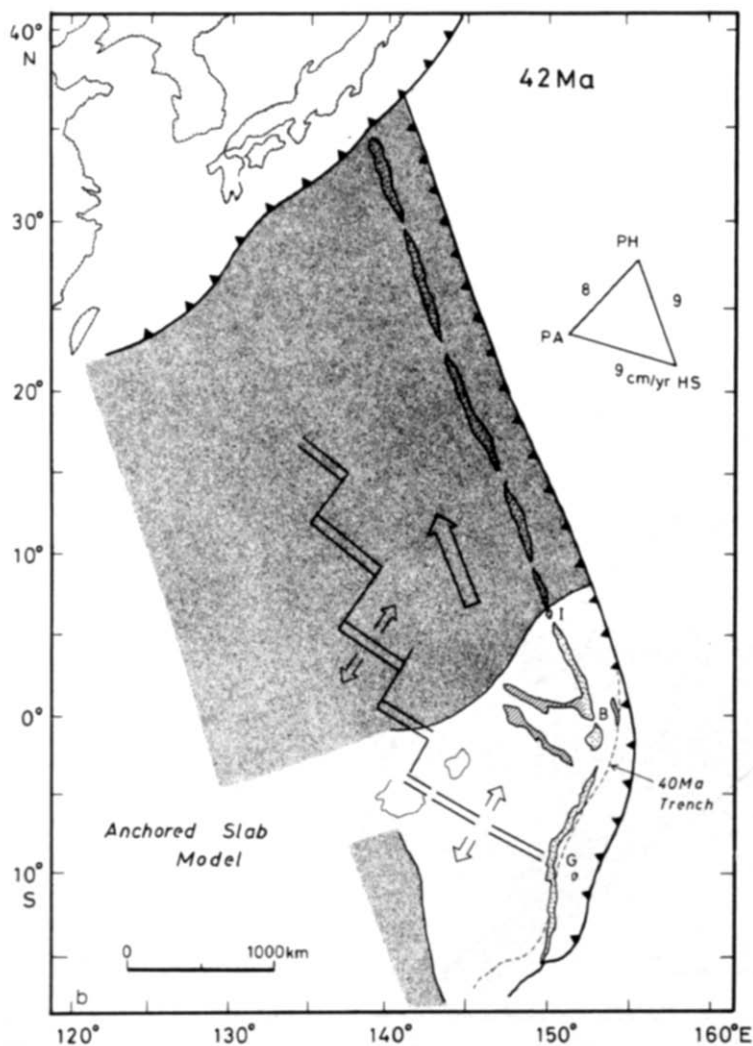 40°
N
42Ma
30°
PH
8
9
PA
9 cm/yr HS
20°
10°
I
0°
B
40Ma
Trench
Anchored Slab
Model
G
10°
S
0
1000km
b
120°
130°
140°
150°
160°E